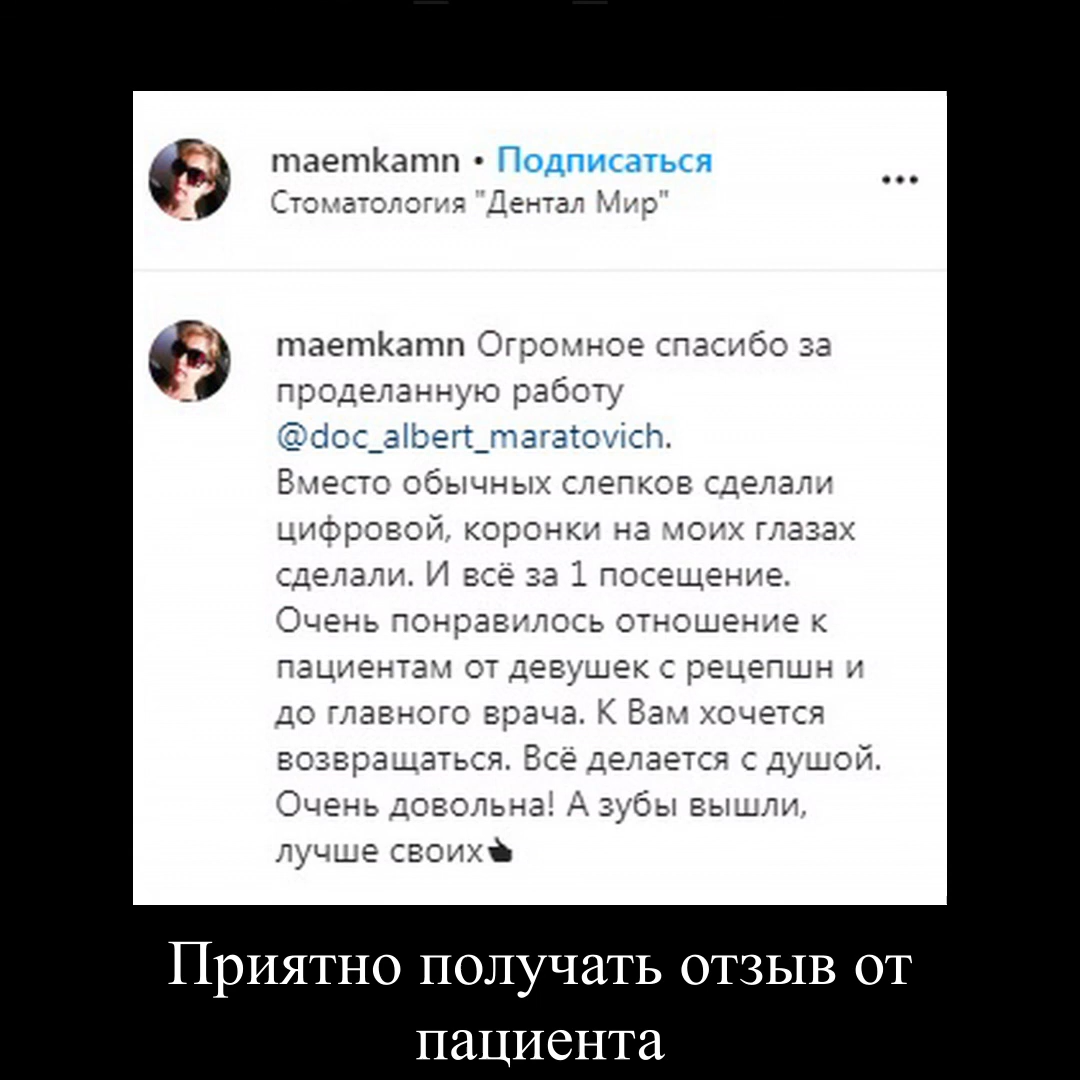 maemkamn • Подписаться
Стоматология "Дентал Мир"
maemkamn Огромное спасибо за
проделанную работу
@doc_albert_maratovich.
Вместо обычных слепков сделали
цифровой, коронки на моих глазах
сделали. И всё за 1 посещение.
Очень понравилось отношение к
пациентам от девушек с рецепшн и
до главного врача. К Вам хочется
возвращаться. Всё делается с душой.
Очень довольна! А зубы вышли,
лучше своих👍
Приятно получать отзыв от
пациента